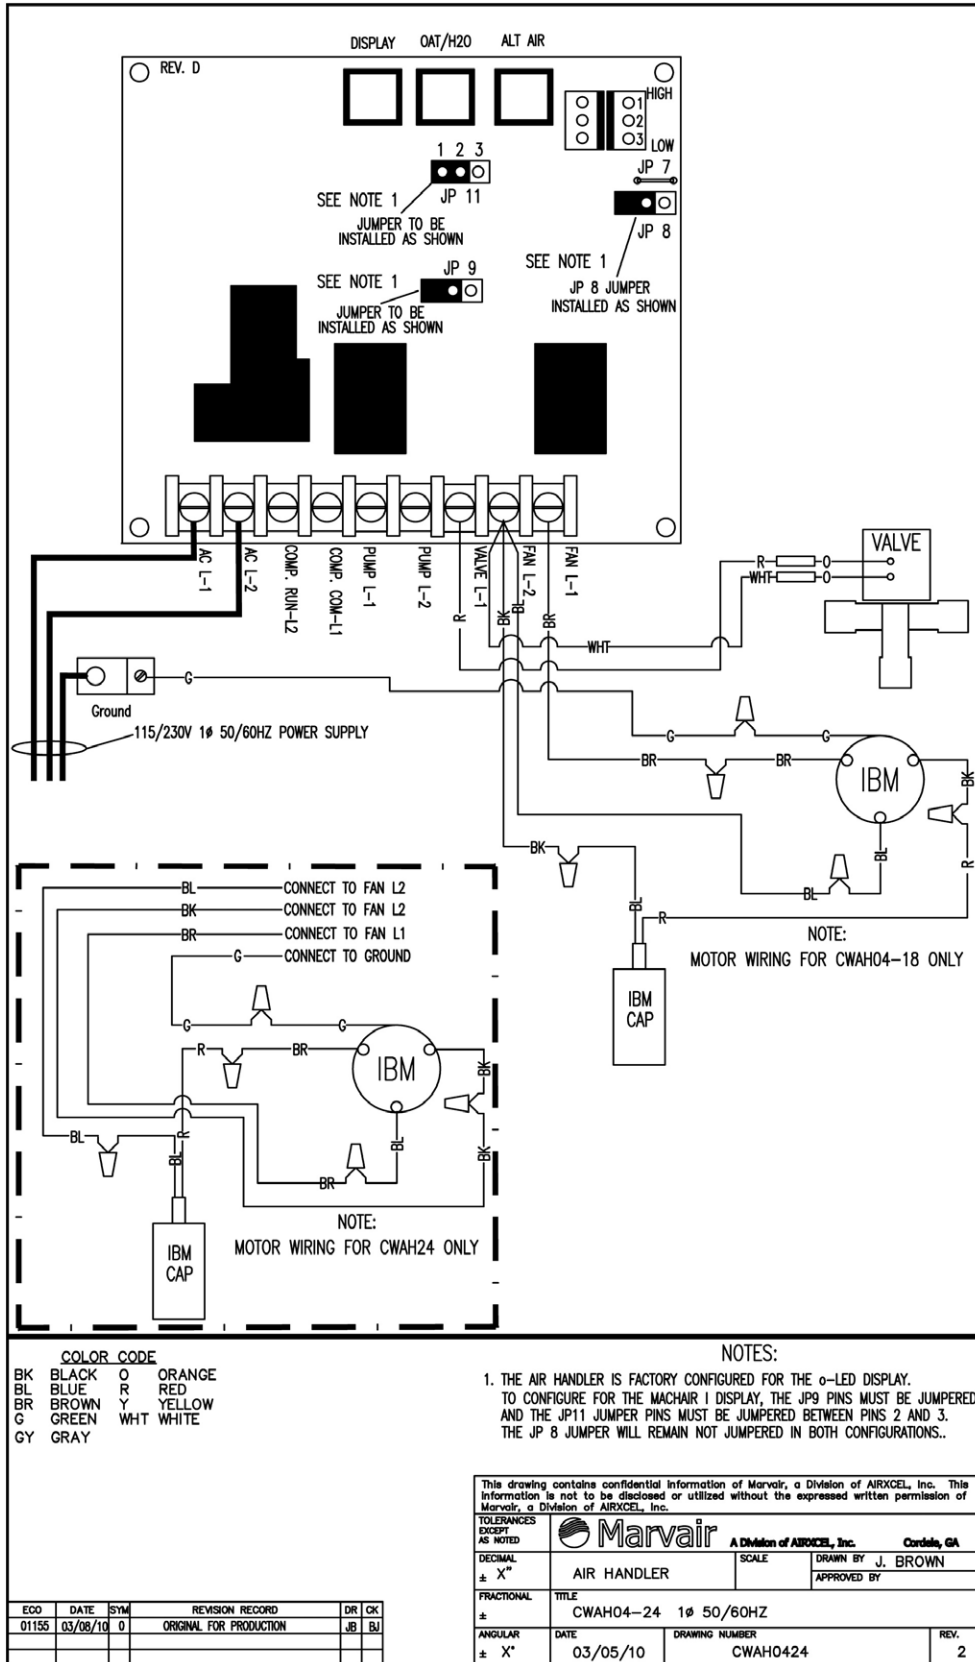 DISPLAY OAT/H2O ALT AIR
REV. D
HIGH
1
2
3
LOW
1 2 3
JP 7
SEE NOTE 1
JP 11
JUMPER TO BE
INSTALLED AS SHOWN
JP 8
SEE NOTE 1
JP 8 JUMPER
INSTALLED AS SHOWN
SEE NOTE 1
JP 9
JUMPER TO BE
INSTALLED AS SHOWN
AC L-1
AC L-2
COMP. RUN-L2
COMP. COM-L1
PUMP L-1
PUMP L-2
VALVE L-1
FAN L-2
FAN L-1
R
BK
BL
BR
VALVE
R O
WHT O
WHT
G
Ground
115/230V 1ø 50/60HZ POWER SUPPLY
G G
BR BR
IBM
BK
BK
BL
R
BL
BL
R
NOTE:
MOTOR WIRING FOR CWAH04-18 ONLY
IBM
CAP
BL CONNECT TO FAN L2
BK CONNECT TO FAN L2
BR CONNECT TO FAN L1
G CONNECT TO GROUND
G G
R BR
IBM
BK
BL
R
BL
BL
BK
BR
NOTE:
MOTOR WIRING FOR CWAH24 ONLY
IBM
CAP
COLOR CODE
BK BLACK O ORANGE
BL BLUE R RED
BR BROWN Y YELLOW
G GREEN WHT WHITE
GY GRAY
NOTES:
1. THE AIR HANDLER IS FACTORY CONFIGURED FOR THE o-LED DISPLAY.
TO CONFIGURE FOR THE MACHAIR I DISPLAY, THE JP9 PINS MUST BE JUMPERED
AND THE JP11 JUMPER PINS MUST BE JUMPERED BETWEEN PINS 2 AND 3.
THE JP 8 JUMPER WILL REMAIN NOT JUMPERED IN BOTH CONFIGURATIONS..
This drawing contains confidential information of Marvair, a Division of AIRXCEL, Inc. This
information is not to be disclosed or utilized without the expressed written permission of
Marvair, a Division of AIRXCEL, Inc.
TOLERANCES
EXCEPT
AS NOTED
Marvair A Division of AIRXCEL, Inc. Cordele, GA
DECIMAL
± X"
AIR HANDLER
SCALE
DRAWN BY J. BROWN
APPROVED BY
FRACTIONAL
±
TITLE
CWAH04-24 1ø 50/60HZ
ANGULAR
± X°
DATE
03/05/10
DRAWING NUMBER
CWAH0424
REV.
2
ECO DATE SYM REVISION RECORD DR CK
01155 03/08/10 0 ORIGINAL FOR PRODUCTION JB BJ